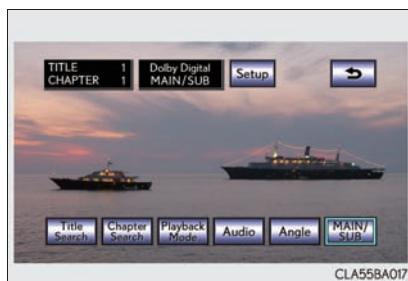 TITLE 1
CHAPTER 1
Dolby Digital
MAIN/SUB
Setup
Title
Search
Chapter
Search
Playback
Mode
Audio
Angle
MAIN/
SUB
CLA558A017